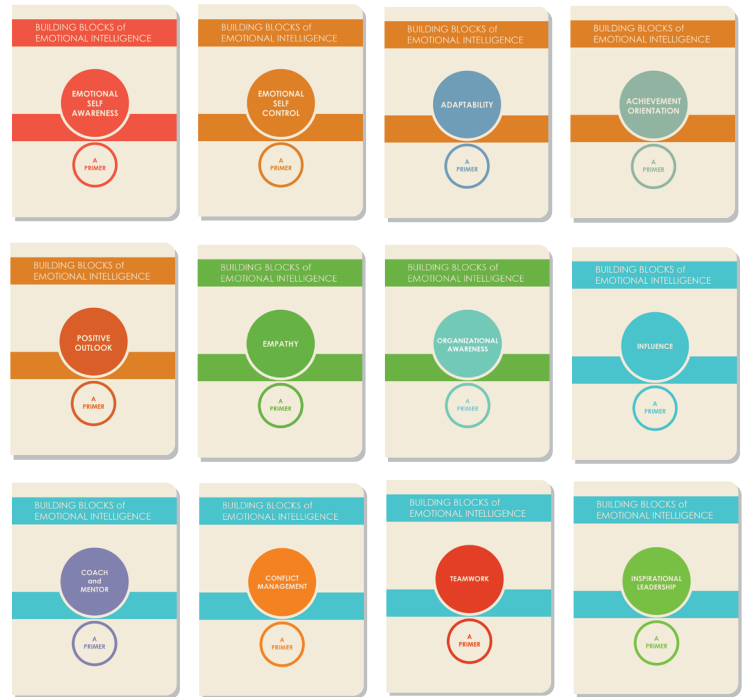 BUILDING BLOCKS of
EMOTIONAL INTELLIGENCE
EMOTIONAL
SELF
AWARENESS
A
PRIMER
BUILDING BLOCKS of
EMOTIONAL INTELLIGENCE
EMOTIONAL
SELF
CONTROL
A
PRIMER
BUILDING BLOCKS of
EMOTIONAL INTELLIGENCE
ADAPTABILITY
A
PRIMER
BUILDING BLOCKS of
EMOTIONAL INTELLIGENCE
ACHIEVEMENT
ORIENTATION
A
PRIMER
BUILDING BLOCKS of
EMOTIONAL INTELLIGENCE
POSITIVE
OUTLOOK
A
PRIMER
BUILDING BLOCKS of
EMOTIONAL INTELLIGENCE
EMPATHY
A
PRIMER
BUILDING BLOCKS of
EMOTIONAL INTELLIGENCE
ORGANIZATIONAL
AWARENESS
A
PRIMER
BUILDING BLOCKS of
EMOTIONAL INTELLIGENCE
INFLUENCE
A
PRIMER
BUILDING BLOCKS of
EMOTIONAL INTELLIGENCE
COACH
and
MENTOR
A
PRIMER
BUILDING BLOCKS of
EMOTIONAL INTELLIGENCE
CONFLICT
MANAGEMENT
A
PRIMER
BUILDING BLOCKS of
EMOTIONAL INTELLIGENCE
TEAMWORK
A
PRIMER
BUILDING BLOCKS of
EMOTIONAL INTELLIGENCE
INSPIRATIONAL
LEADERSHIP
A
PRIMER